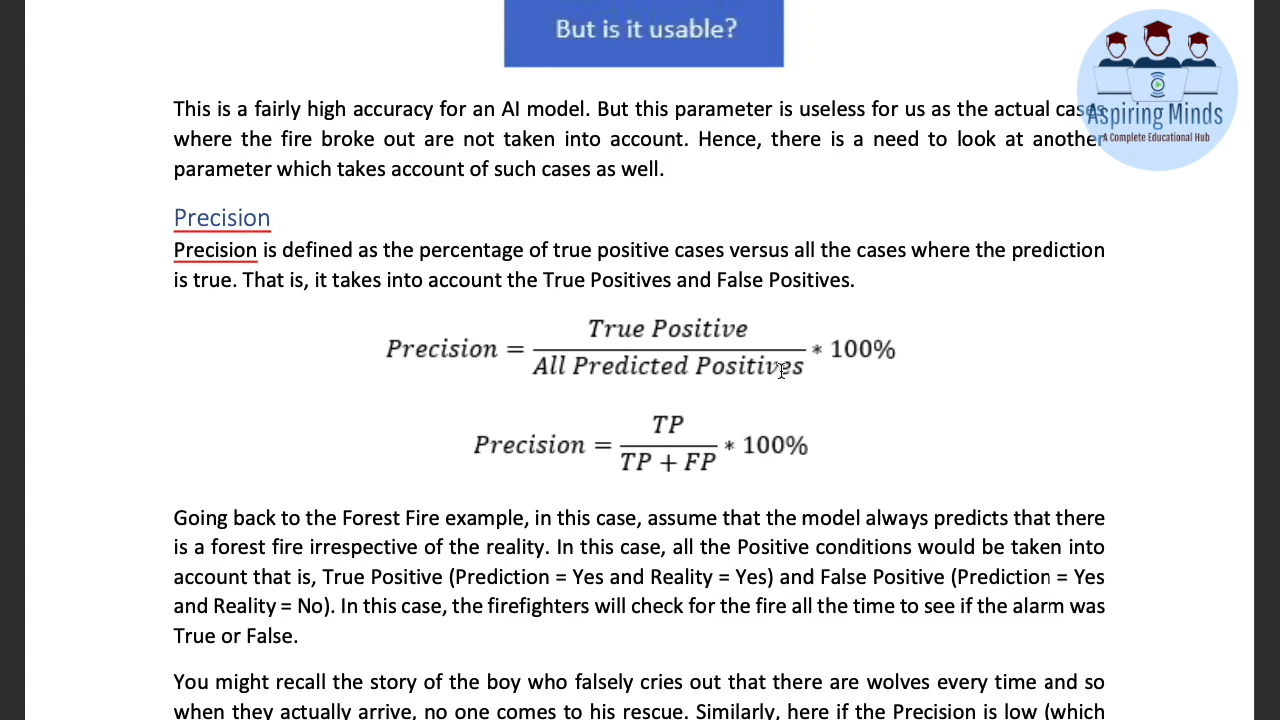 But is it usable?
This is a fairly high accuracy for an AI model. But this parameter is useless for us as the actual cases
where the fire broke out are not taken into account. Hence, there is a need to look at another
parameter which takes account of such cases as well.
Aspiring Minds
A Complete Educational Hub
Precision
Precision is defined as the percentage of true positive cases versus all the cases where the prediction
is true. That is, it takes into account the True Positives and False Positives.
True Positive
Precision = ――― * 100%
All Predicted Positives
TP
Precision = ――― * 100%
TP + FP
Going back to the Forest Fire example, in this case, assume that the model always predicts that there
is a forest fire irrespective of the reality. In this case, all the Positive conditions would be taken into
account that is, True Positive (Prediction = Yes and Reality = Yes) and False Positive (Prediction = Yes
and Reality = No). In this case, the firefighters will check for the fire all the time to see if the alarm was
True or False.
You might recall the story of the boy who falsely cries out that there are wolves every time and so
when they actually arrive, no one comes to his rescue. Similarly, here if the Precision is low (which